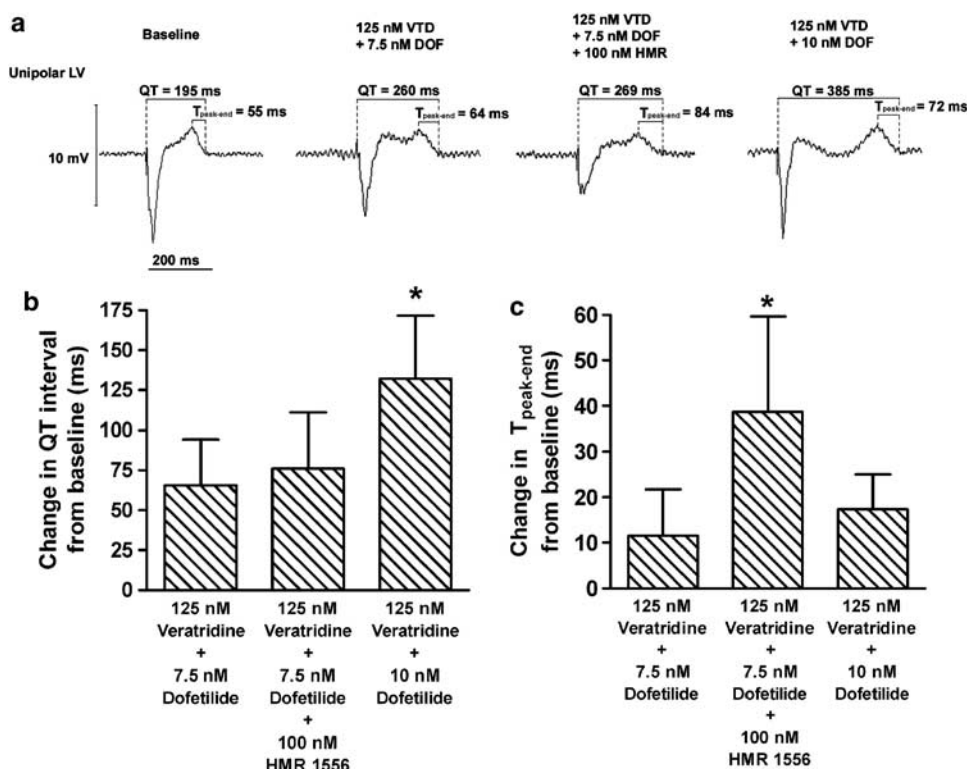 a
Baseline
125 nM VTD
+ 7.5 nM DOF
125 nM VTD
+ 7.5 nM DOF
+ 100 nM HMR
125 nM VTD
+ 10 nM DOF
Unipolar LV
QT = 195 ms
Tpeak-end = 55 ms
QT = 260 ms
Tpeak-end = 64 ms
QT = 269 ms
Tpeak-end = 84 ms
QT = 385 ms
Tpeak-end = 72 ms
10 mV
200 ms
b
Change in QT interval
from baseline (ms)
175
150
125
100
75
50
25
0
*
125 nM
Veratridine
+
7.5 nM
Dofetilide
125 nM
Veratridine
+
7.5 nM
Dofetilide
+
100 nM
HMR 1556
125 nM
Veratridine
+
10 nM
Dofetilide
c
Change in Tpeak-end
from baseline (ms)
60
50
40
30
20
10
0
*
125 nM
Veratridine
+
7.5 nM
Dofetilide
125 nM
Veratridine
+
7.5 nM
Dofetilide
+
100 nM
HMR 1556
125 nM
Veratridine
+
10 nM
Dofetilide